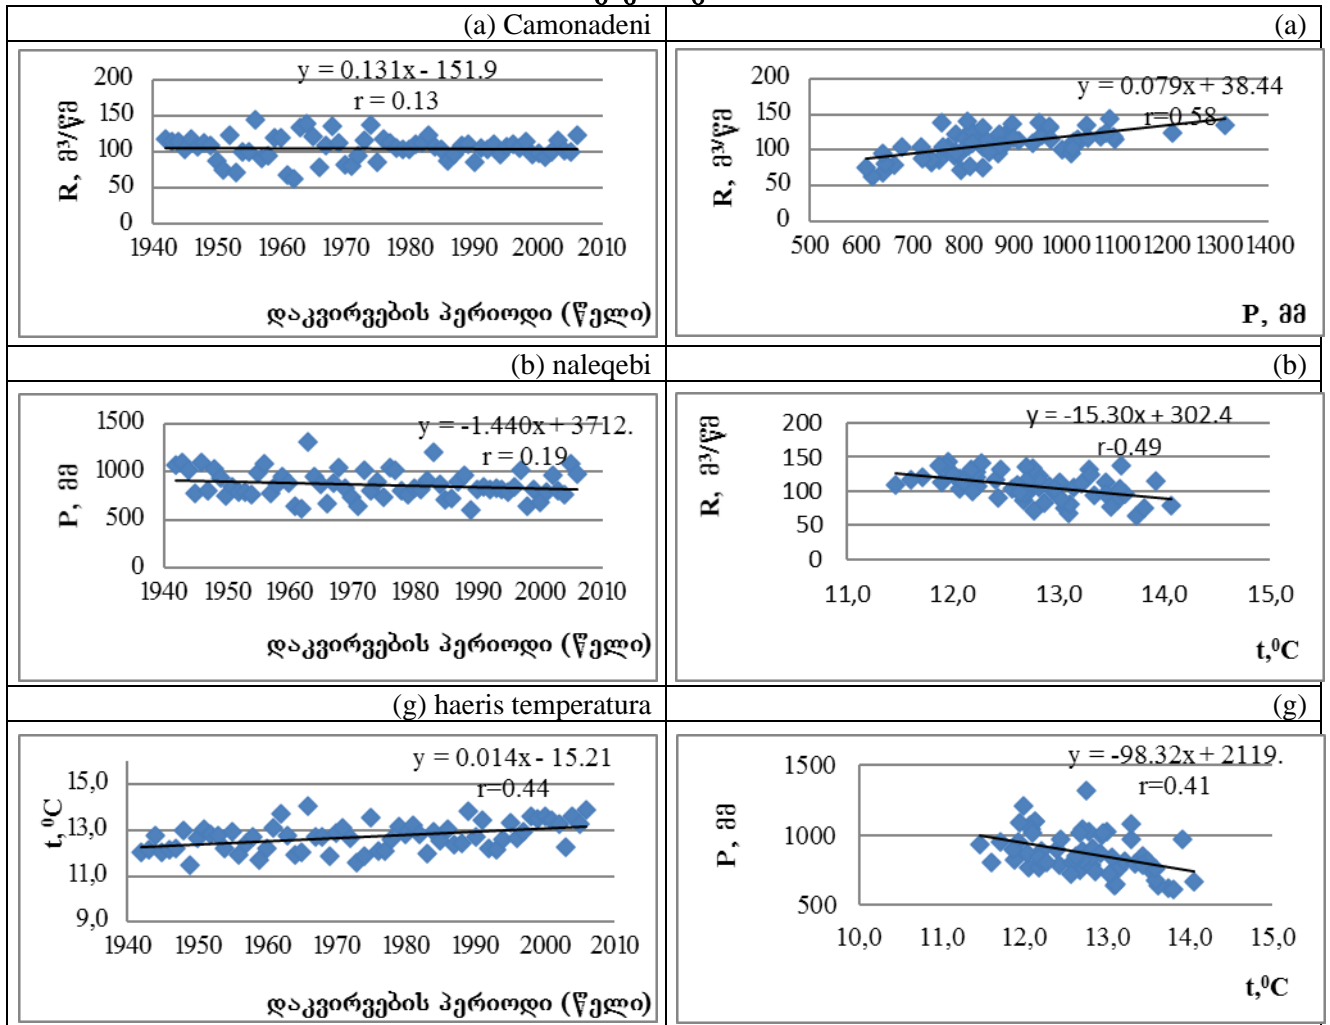 (a) Camonadeni
(a)
y = 0.131x - 151.9
r = 0.13
R, მ³/წმ
200
150
100
50
0
1940 1950 1960 1970 1980 1990 2000 2010
დაკვირვების პერიოდი (წელი)
y = 0.079x + 38.44
r=0.58
R, მ³/წმ
200
150
100
50
0
500 600 700 800 900 1000 1100 1200 1300 1400
P, მმ
(b) naleqebi
(b)
y = -1.440x + 3712.
r = 0.19
P, მმ
1500
1000
500
0
1940 1950 1960 1970 1980 1990 2000 2010
დაკვირვების პერიოდი (წელი)
y = -15.30x + 302.4
r-0.49
R, მ³/წმ
200
150
100
50
0
11,0 12,0 13,0 14,0 15,0
t,⁰C
(g) haeris temperatura
(g)
y = 0.014x - 15.21
r=0.44
t,⁰C
15,0
13,0
11,0
9,0
1940 1950 1960 1970 1980 1990 2000 2010
დაკვირვების პერიოდი (წელი)
y = -98.32x + 2119.
r=0.41
P, მმ
1500
1000
500
10,0 11,0 12,0 13,0 14,0 15,0
t,⁰C